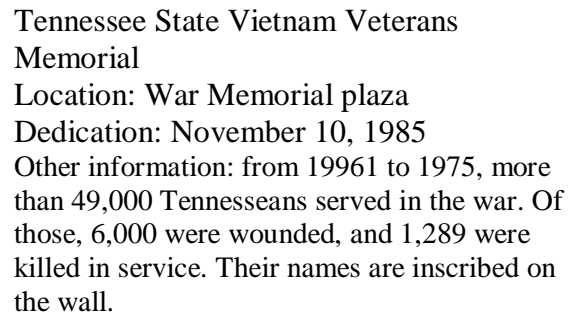 Tennessee State Vietnam Veterans
Memorial
Location: War Memorial plaza
Dedication: November 10, 1985
Other information: from 19961 to 1975, more
than 49,000 Tennesseans served in the war. Of
those, 6,000 were wounded, and 1,289 were
killed in service. Their names are inscribed on
the wall.